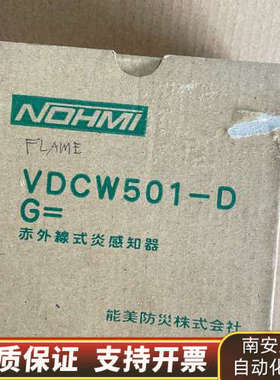 NOHMI
FLAME
VDCW501-D
G=
赤外線式炎感知器
能美防災株式会社
南安
质保证 支持开票
自动化